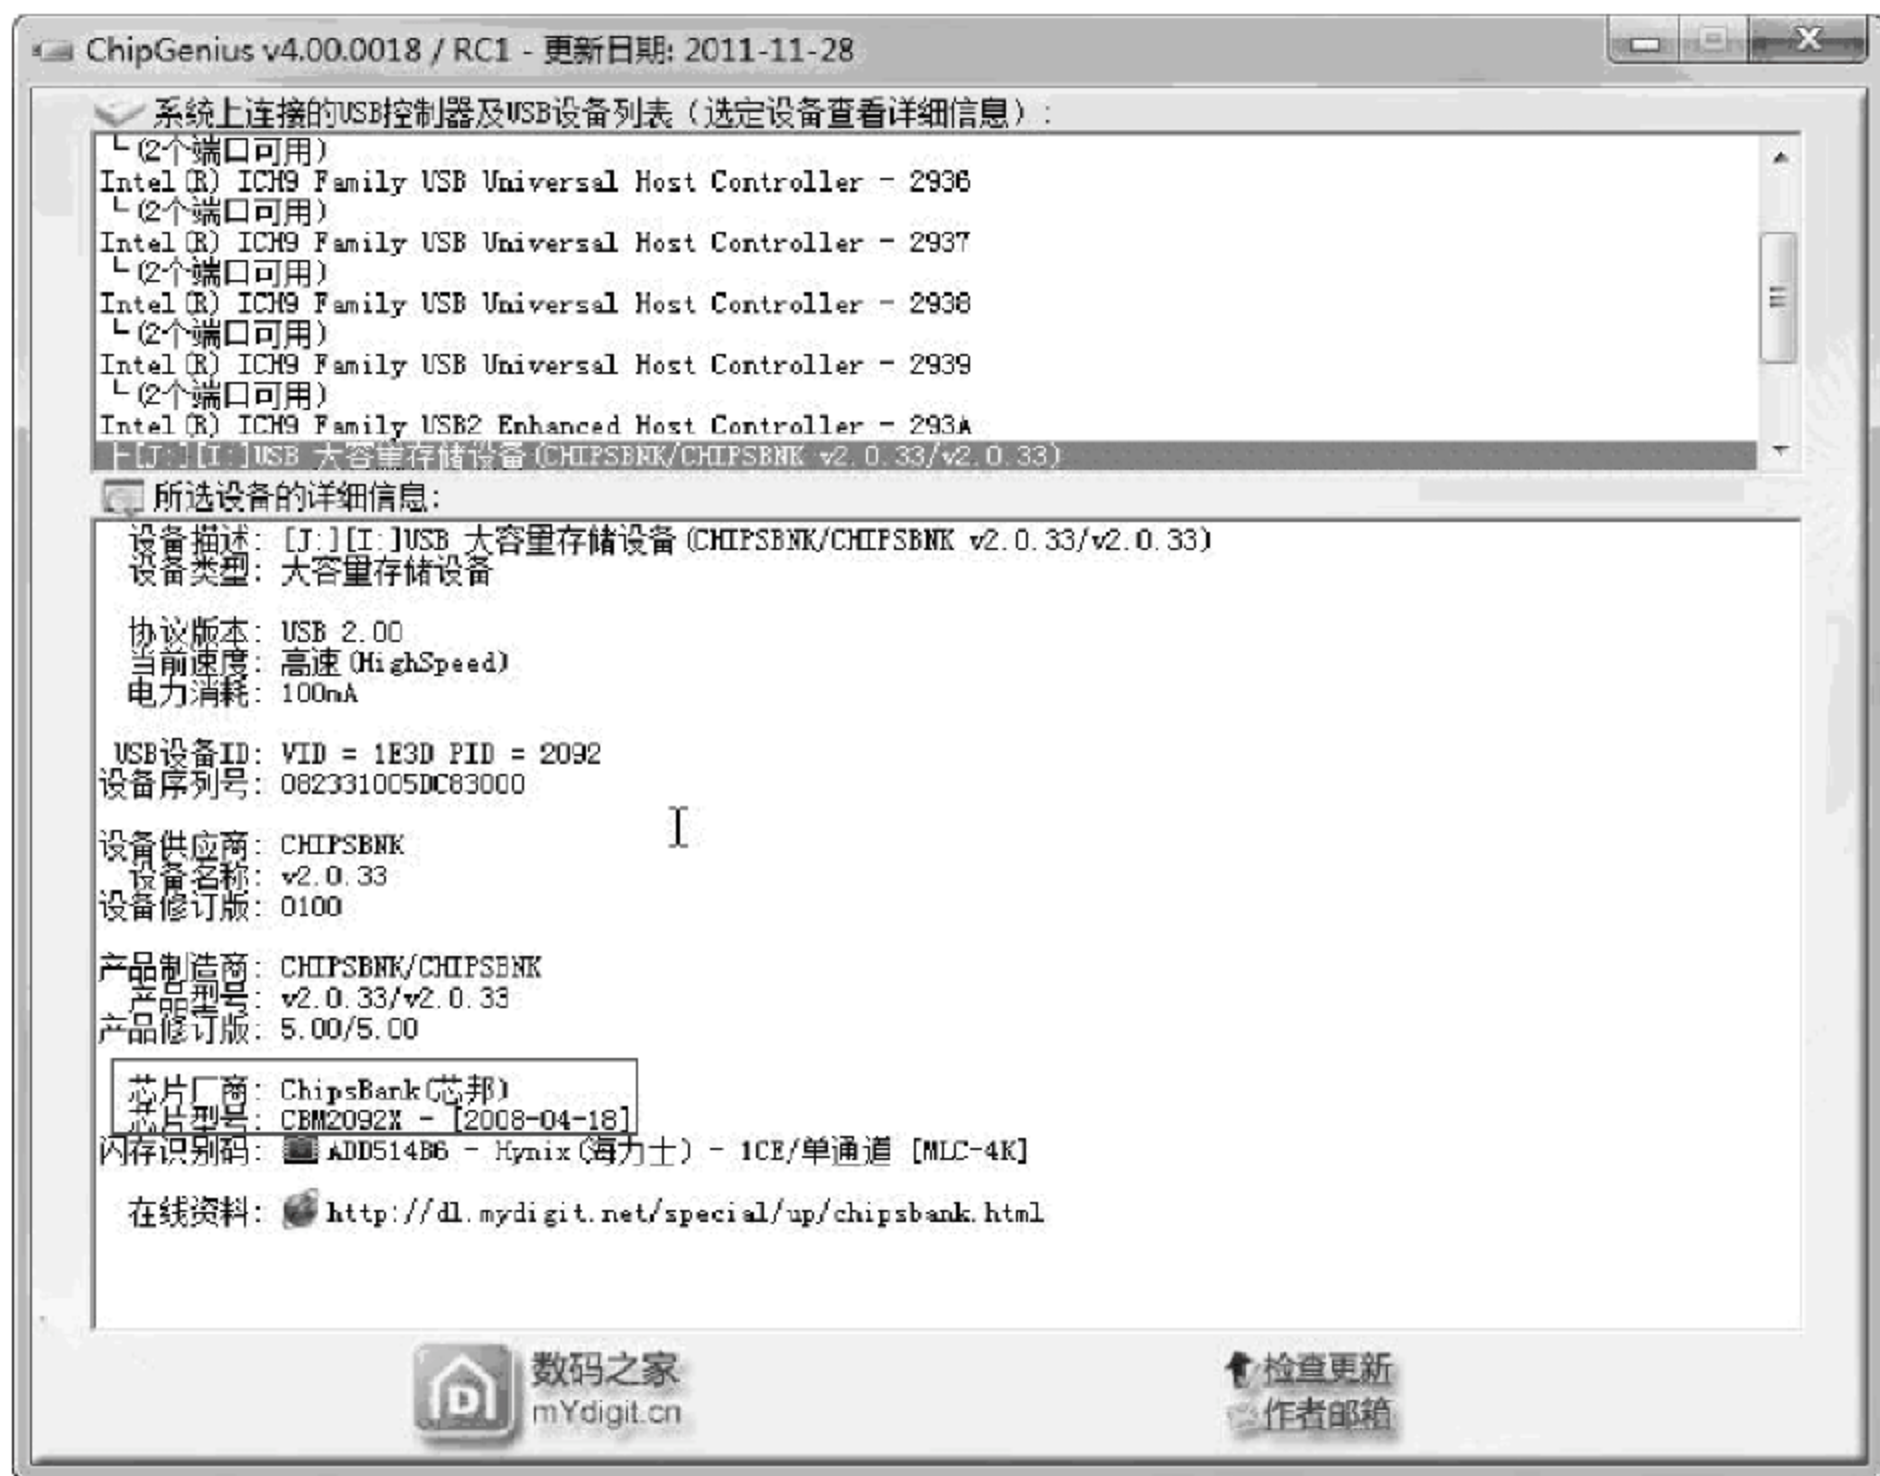 ChipGenius v4.00.0018 / RC1 - 更新日期: 2011-11-28
系统上连接的USB控制器及USB设备列表（选定设备查看详细信息）:
└(2个端口可用)
Intel(R) ICH9 Family USB Universal Host Controller - 2936
└(2个端口可用)
Intel(R) ICH9 Family USB Universal Host Controller - 2937
└(2个端口可用)
Intel(R) ICH9 Family USB Universal Host Controller - 2938
└(2个端口可用)
Intel(R) ICH9 Family USB Universal Host Controller - 2939
└(2个端口可用)
Intel(R) ICH9 Family USB2 Enhanced Host Controller - 293A
├[J:][I:]USB 大容量存储设备(CHIPSBNK/CHIPSBNK v2.0.33/v2.0.33)
所选设备的详细信息:
设备描述: [J:][I:]USB 大容量存储设备(CHIPSBNK/CHIPSBNK v2.0.33/v2.0.33)
设备类型: 大容量存储设备
协议版本: USB 2.00
当前速度: 高速(HighSpeed)
电力消耗: 100mA
USB设备ID: VID = 1E3D PID = 2092
设备序列号: 082331005DC83000
设备供应商: CHIPSBNK
设备名称: v2.0.33
设备修订版: 0100
产品制造商: CHIPSBNK/CHIPSBNK
产品型号: v2.0.33/v2.0.33
产品修订版: 5.00/5.00
芯片厂商: ChipsBank(芯邦)
芯片型号: CBM2092X - [2008-04-18]
闪存识别码: ADD514B6 - Hynix(海力士) - 1CE/单通道 [MLC-4K]
在线资料: http://dl.mydigit.net/special/up/chipsbank.html
数码之家
mYdigit.cn
检查更新
作者邮箱